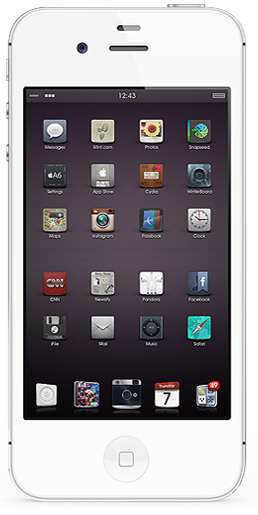 12:43
Messages Mint.com Photos Snapseed
A6
Settings App Store Cydia WinterBoard
Maps Instagram Passbook Clock
CNN
CNN Newsify Pandora Facebook
iFile Mail Music Safari
Thursday
7
49